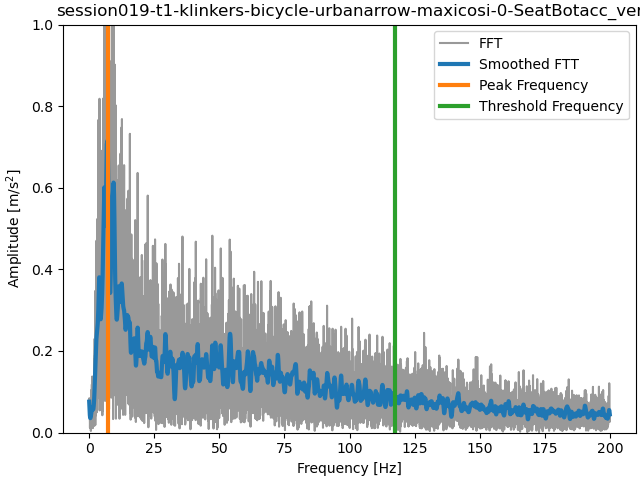 session019-t1-klinkers-bicycle-urbanarrow-maxicosi-0-SeatBotacc_ver
FFT
Smoothed FTT
Peak Frequency
Threshold Frequency
Amplitude [m/s²]
1.0
0.8
0.6
0.4
0.2
0.0
0 25 50 75 100 125 150 175 200
Frequency [Hz]